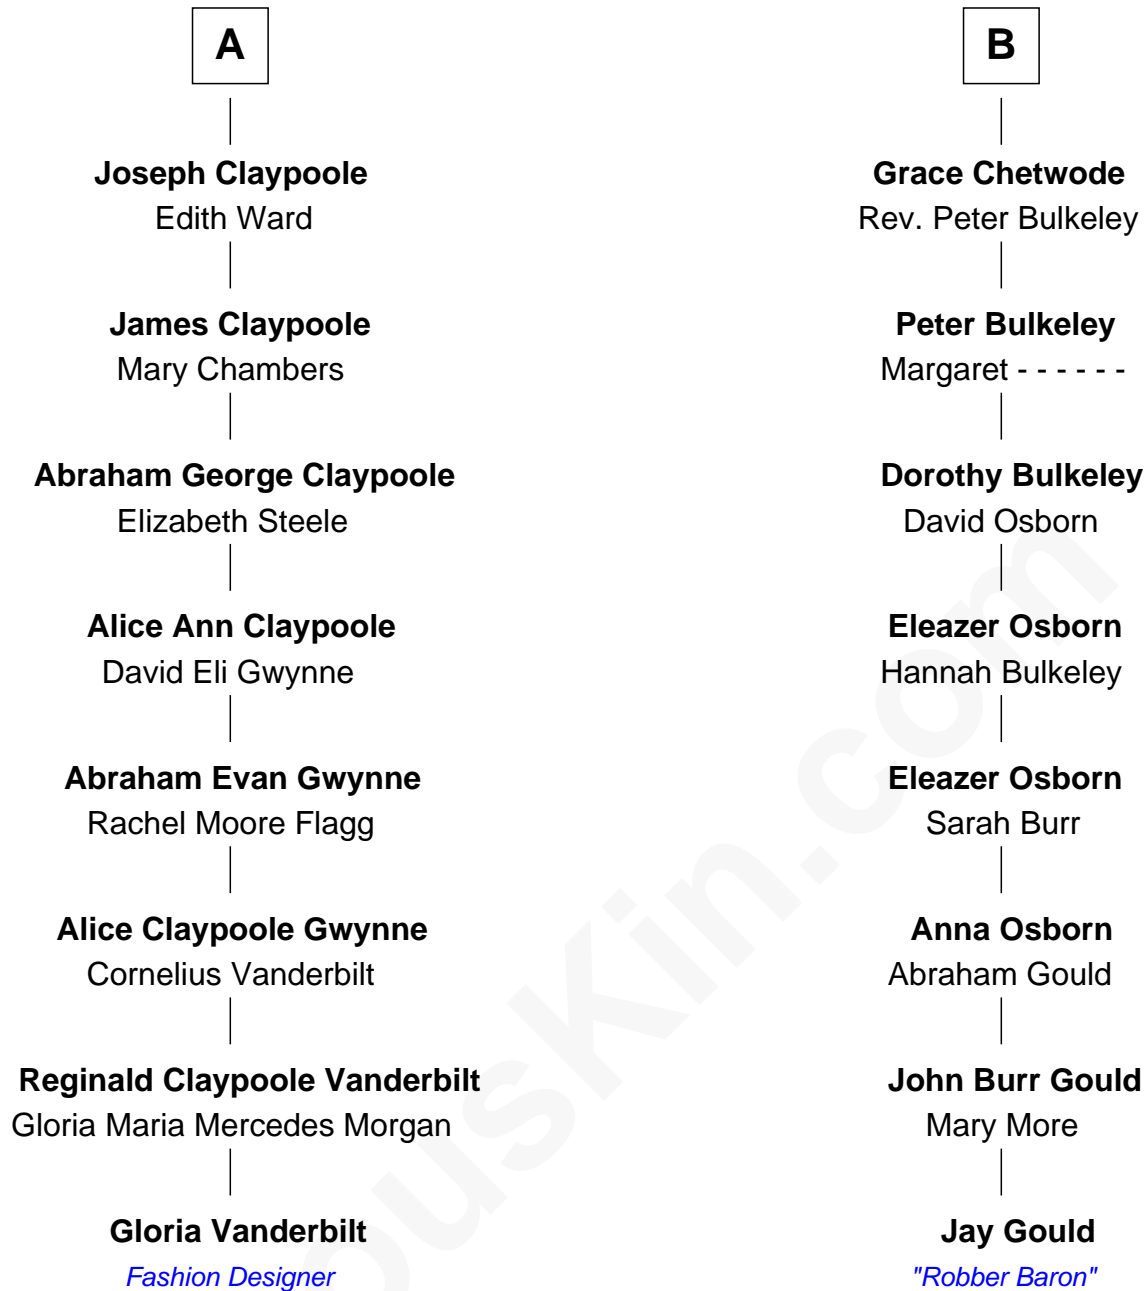 A
Joseph Claypoole
Edith Ward
James Claypoole
Mary Chambers
Abraham George Claypoole
Elizabeth Steele
Alice Ann Claypoole
David Eli Gwynne
Abraham Evan Gwynne
Rachel Moore Flagg
Alice Claypoole Gwynne
Cornelius Vanderbilt
Reginald Claypoole Vanderbilt
Gloria Maria Mercedes Morgan
Gloria Vanderbilt
Fashion Designer
B
Grace Chetwode
Rev. Peter Bulkeley
Peter Bulkeley
Margaret - - - - - -
Dorothy Bulkeley
David Osborn
Eleazer Osborn
Hannah Bulkeley
Eleazer Osborn
Sarah Burr
Anna Osborn
Abraham Gould
John Burr Gould
Mary More
Jay Gould
"Robber Baron"
ousKin.com